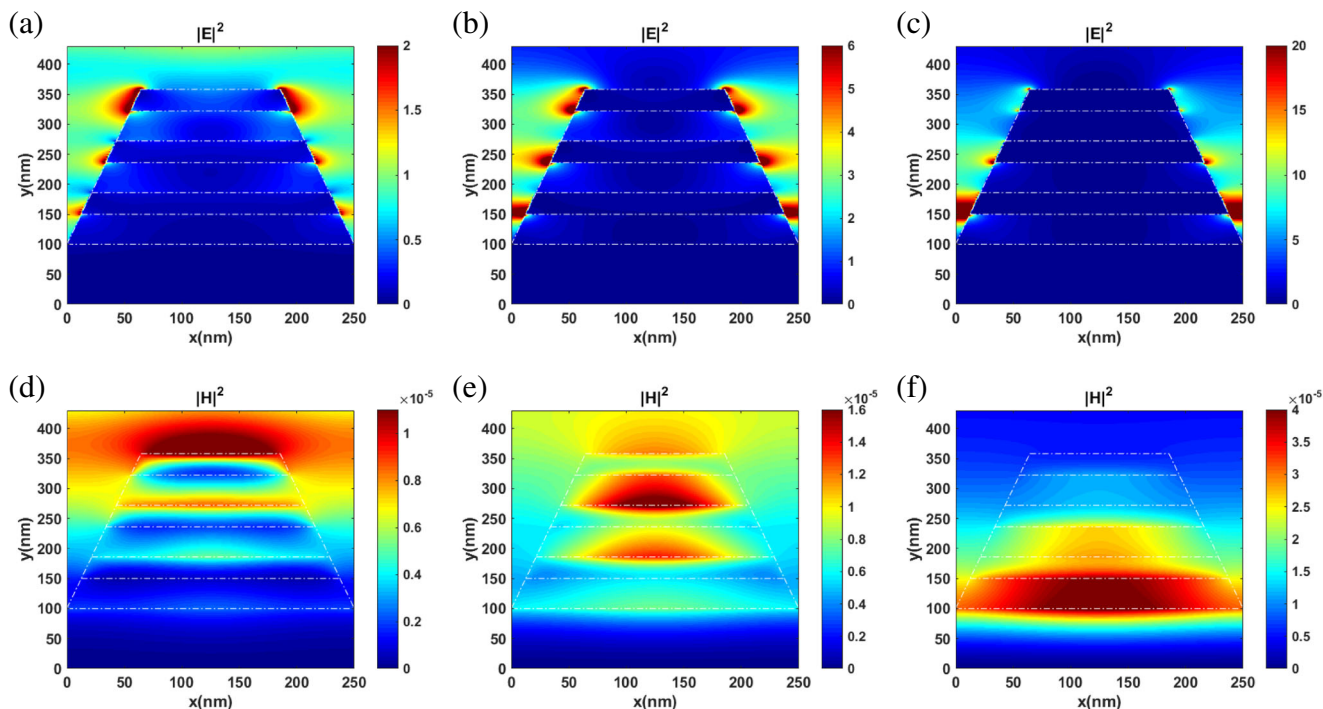 (a) (b) (c)
|E|² |E|² |E|²
y(nm) 400 350 300 250 200 150 100 50 0
0 50 100 150 200 250
x(nm)
2 1.5 1 0.5 0
y(nm) 400 350 300 250 200 150 100 50 0
0 50 100 150 200 250
x(nm)
6 5 4 3 2 1 0
y(nm) 400 350 300 250 200 150 100 50 0
0 50 100 150 200 250
x(nm)
20 15 10 5 0
(d) (e) (f)
|H|² |H|² |H|²
y(nm) 400 350 300 250 200 150 100 50 0
0 50 100 150 200 250
x(nm)
×10⁻⁵
1 0.8 0.6 0.4 0.2 0
y(nm) 400 350 300 250 200 150 100 50 0
0 50 100 150 200 250
x(nm)
×10⁻⁵
1.6 1.4 1.2 1 0.8 0.6 0.4 0.2 0
y(nm) 400 350 300 250 200 150 100 50 0
0 50 100 150 200 250
x(nm)
×10⁻⁵
4 3.5 3 2.5 2 1.5 1 0.5 0